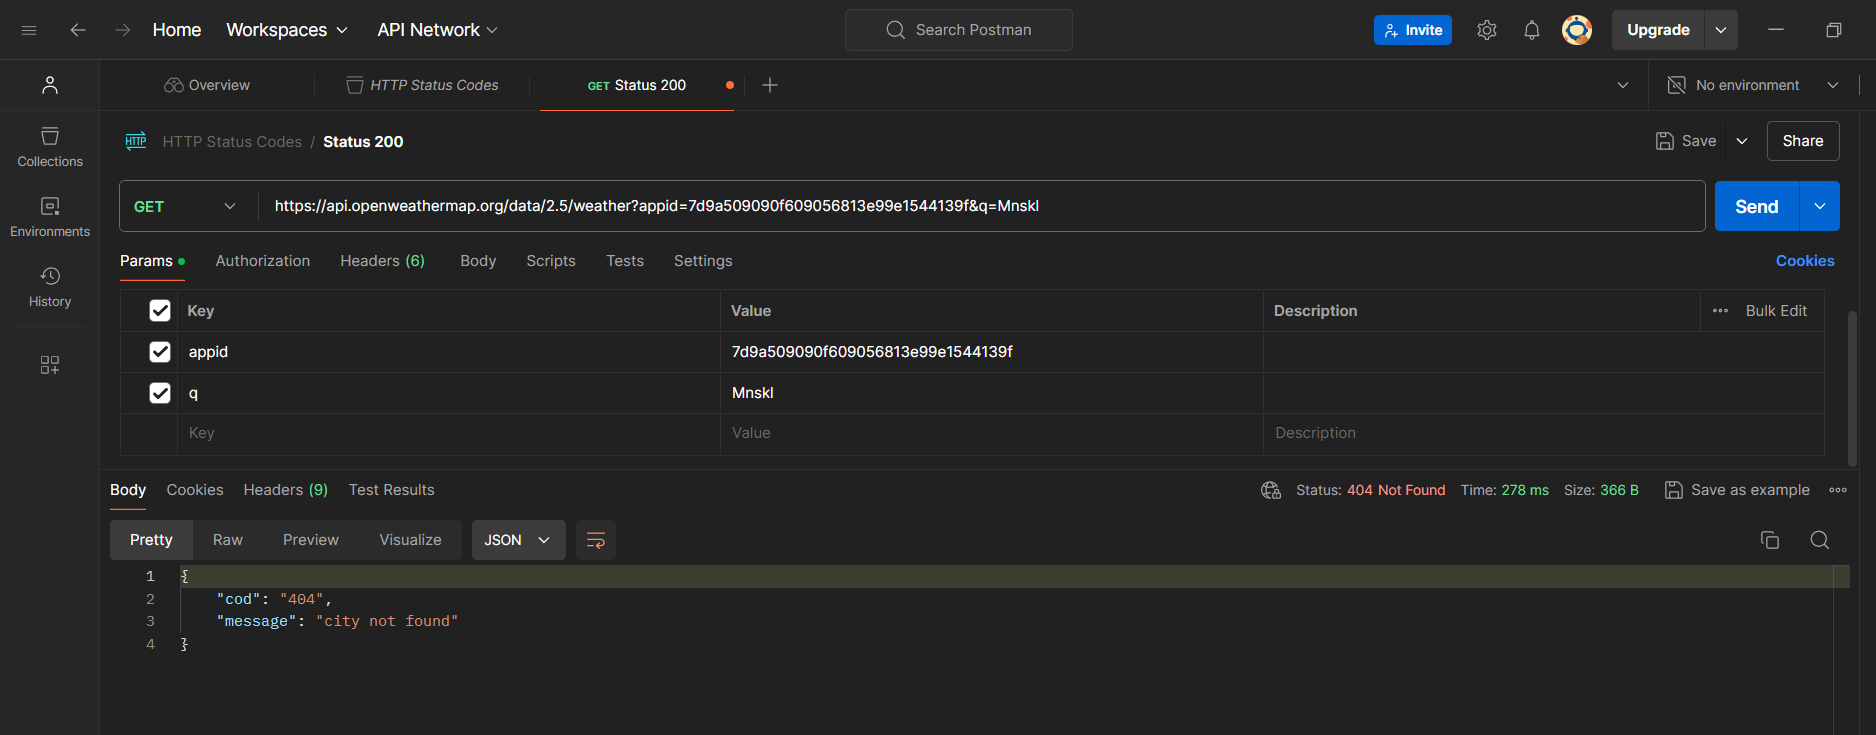 Home Workspaces API Network Search Postman Invite Upgrade
Overview HTTP Status Codes GET Status 200 No environment
HTTP HTTP Status Codes / Status 200 Save Share
Collections
GET https://api.openweathermap.org/data/2.5/weather?appid=7d9a509090f609056813e99e1544139f&q=Mnskl Send
Environments
Params Authorization Headers (6) Body Scripts Tests Settings Cookies
History
Key Value Description Bulk Edit
appid 7d9a509090f609056813e99e1544139f
q Mnskl
Key Value Description
Body Cookies Headers (9) Test Results Status: 404 Not Found Time: 278 ms Size: 366 B Save as example
Pretty Raw Preview Visualize JSON
1 {
2 "cod": "404",
3 "message": "city not found"
4 }